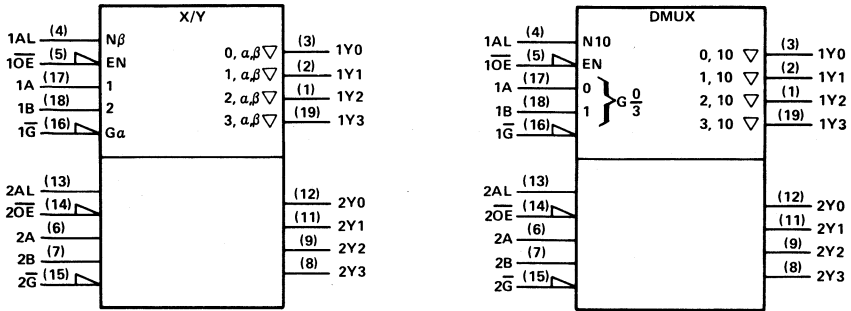 X/Y
1AL (4) Nβ
1O̅E̅ (5) EN
1A (17) 1
1B (18) 2
1G̅ (16) Gα
0, α,β ▽ (3) 1Y0
1, α,β ▽ (2) 1Y1
2, α,β ▽ (1) 1Y2
3, α,β ▽ (19) 1Y3
2AL (13)
2O̅E̅ (14)
2A (6)
2B (7)
2G̅ (15)
(12) 2Y0
(11) 2Y1
(9) 2Y2
(8) 2Y3
DMUX
1AL (4) N10
1O̅E̅ (5) EN
1A (17) 0
1B (18) 1
} G 0/3
1G̅ (16)
0, 10 ▽ (3) 1Y0
1, 10 ▽ (2) 1Y1
2, 10 ▽ (1) 1Y2
3, 10 ▽ (19) 1Y3
2AL (13)
2O̅E̅ (14)
2A (6)
2B (7)
2G̅ (15)
(12) 2Y0
(11) 2Y1
(9) 2Y2
(8) 2Y3